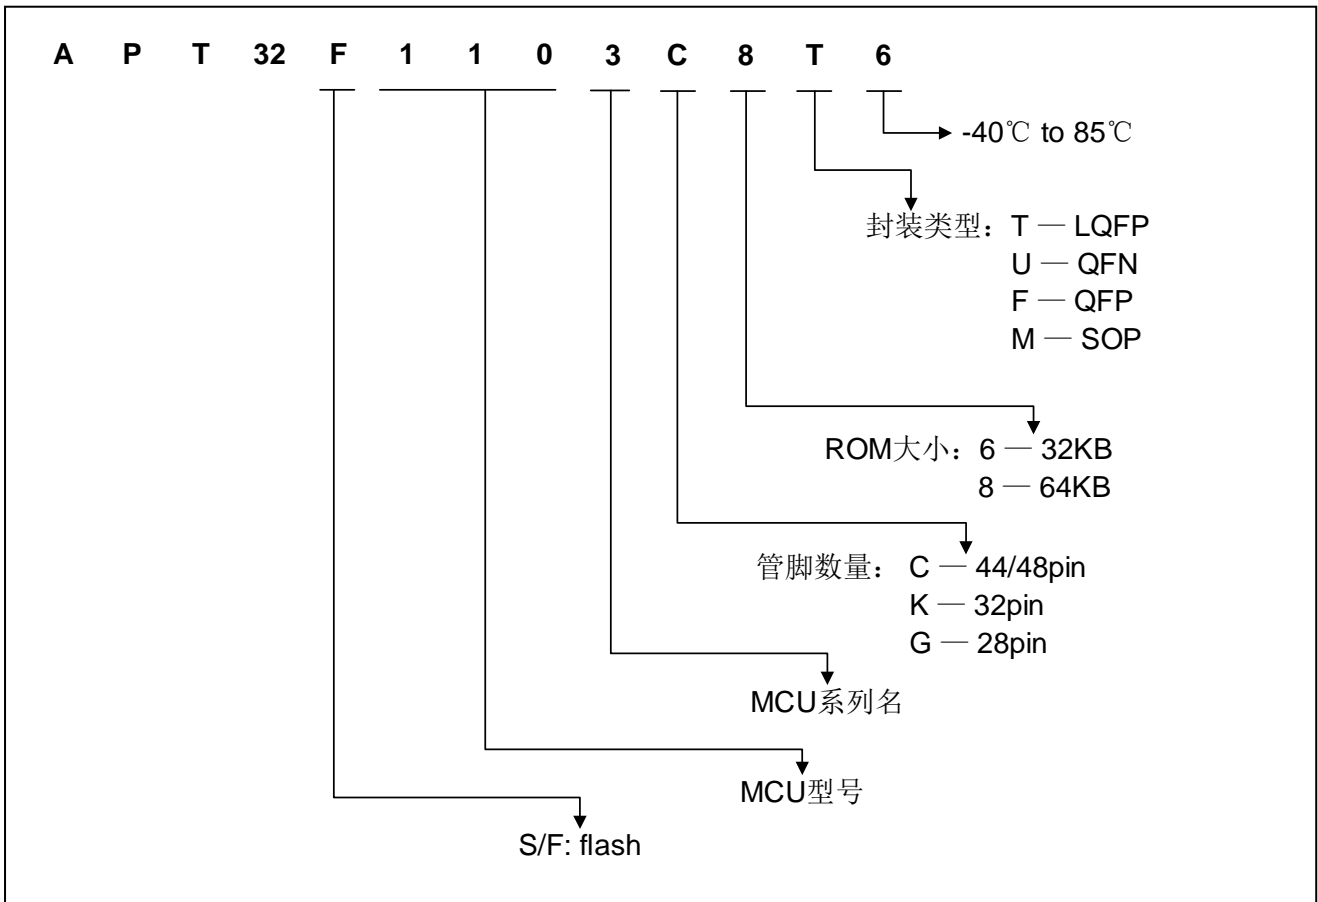 A P T 32 F 1 1 0 3 C 8 T 6
-40℃ to 85℃
封装类型：T — LQFP
U — QFN
F — QFP
M — SOP
ROM大小：6 — 32KB
8 — 64KB
管脚数量： C — 44/48pin
K — 32pin
G — 28pin
MCU系列名
MCU型号
S/F: flash